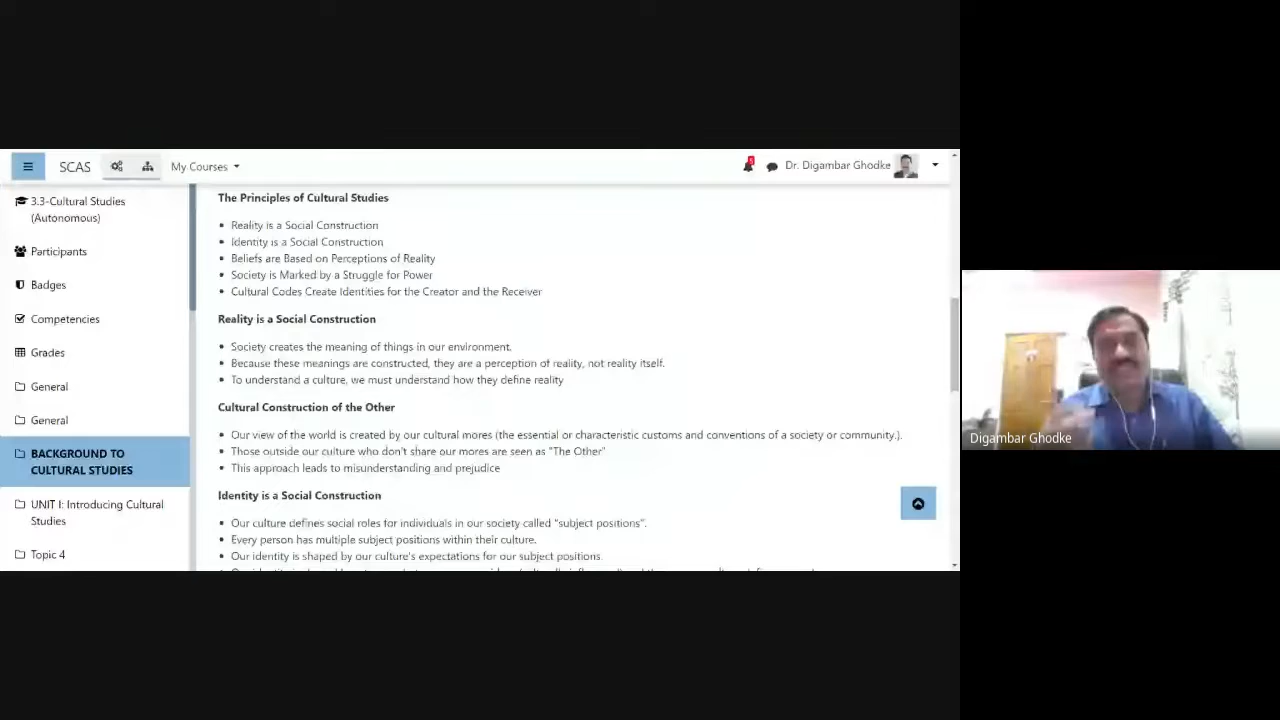 SCAS
My Courses
Dr. Digambar Ghodke
3.3-Cultural Studies
(Autonomous)
Participants
Badges
Competencies
Grades
General
General
BACKGROUND TO
CULTURAL STUDIES
UNIT I: Introducing Cultural
Studies
Topic 4
The Principles of Cultural Studies
Reality is a Social Construction
Identity is a Social Construction
Beliefs are Based on Perceptions of Reality
Society is Marked by a Struggle for Power
Cultural Codes Create Identities for the Creator and the Receiver
Reality is a Social Construction
Society creates the meaning of things in our environment.
Because these meanings are constructed, they are a perception of reality, not reality itself.
To understand a culture, we must understand how they define reality
Cultural Construction of the Other
Our view of the world is created by our cultural mores (the essential or characteristic customs and conventions of a society or community.).
Those outside our culture who don't share our mores are seen as "The Other"
This approach leads to misunderstanding and prejudice
Identity is a Social Construction
Our culture defines social roles for individuals in our society called "subject positions".
Every person has multiple subject positions within their culture.
Our identity is shaped by our culture's expectations for our subject positions.
Digambar Ghodke